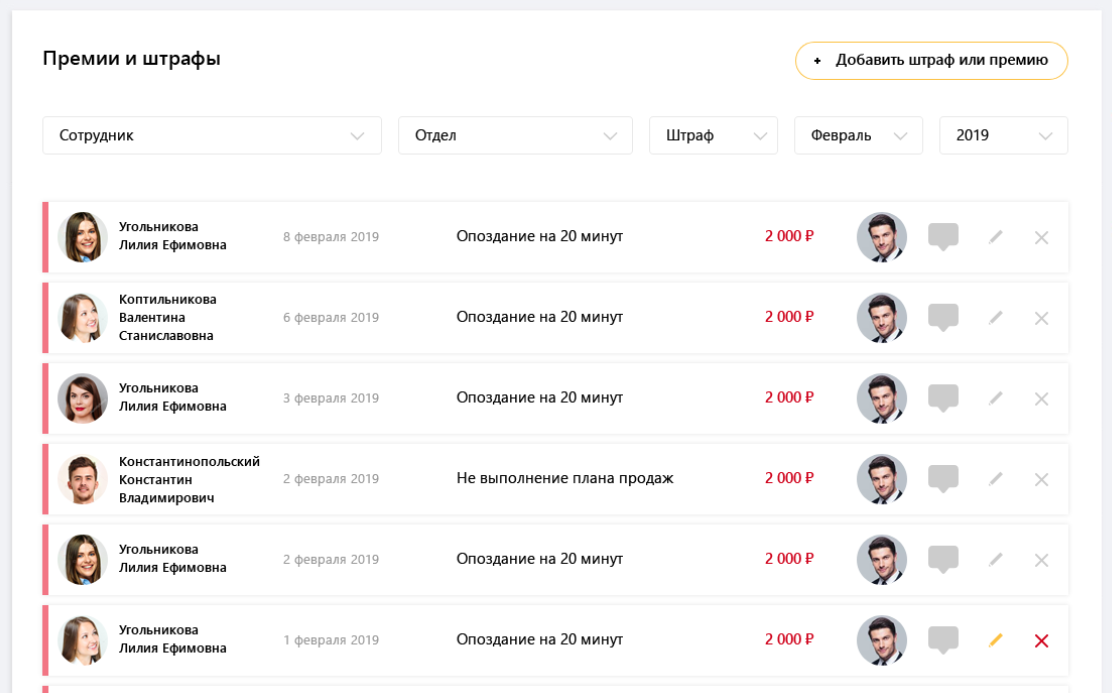 Премии и штрафы
+ Добавить штраф или премию
Сотрудник
Отдел
Штраф
Февраль
2019
Угольникова
Лилия Ефимовна
8 февраля 2019
Опоздание на 20 минут
2 000 ₽
Коптильникова
Валентина
Станиславовна
6 февраля 2019
Опоздание на 20 минут
2 000 ₽
Угольникова
Лилия Ефимовна
3 февраля 2019
Опоздание на 20 минут
2 000 ₽
Константинопольский
Константин
Владимирович
2 февраля 2019
Не выполнение плана продаж
2 000 ₽
Угольникова
Лилия Ефимовна
2 февраля 2019
Опоздание на 20 минут
2 000 ₽
Угольникова
Лилия Ефимовна
1 февраля 2019
Опоздание на 20 минут
2 000 ₽